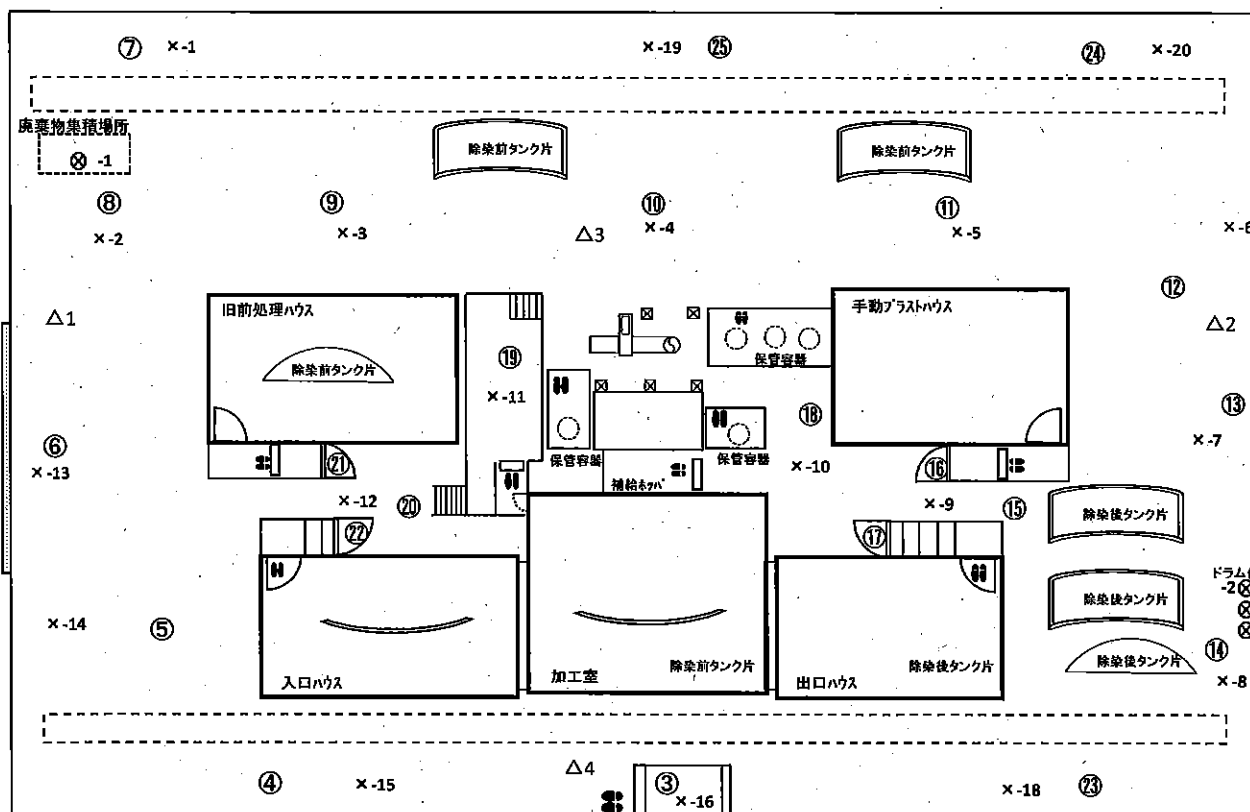 ⑦ ×-1 ×-19 ㉕ ㉔ ×-20
廃棄物集積場所
⊗ -1
除染前タンク片
除染前タンク片
⑧ ⑨ ⑩ ⑪
×-2 ×-3 △3 ×-4 ×-5 ×-6
⑫
△1 △2
旧前処理ハウス
手動ブラストハウス
除染前タンク片
⑲
保管容器
×-11
⑱ ⑬
⑥ ×-7
×-13
㉑
保管容器
保管容器
×-10
⑯
補給ホッパ
×-12 ⑳
×-9 ⑮
㉒ ⑰
除染後タンク片
-2
除染後タンク片
×-14 ⑤
⑭
除染後タンク片
×-8
入口ハウス
加工室
除染前タンク片
出口ハウス
除染後タンク片
④ ×-15 △4 ③ ×-16 ×-18 ㉓